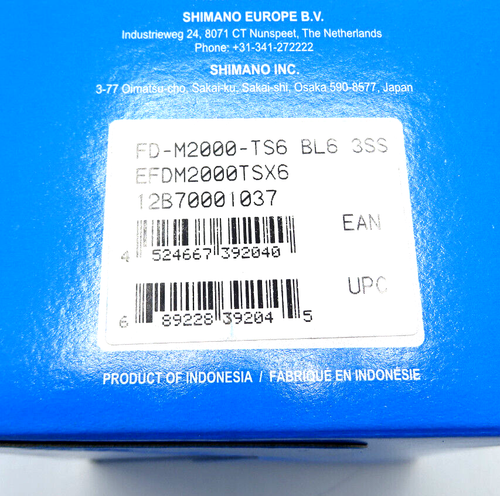 SHIMANO EUROPE B.V.
Industrieweg 24, 8071 CT Nunspeet, The Netherlands
Phone: +31-341-272222
SHIMANO INC.
3-77 Oimatsu-cho, Sakai-ku, Sakai-shi, Osaka 590-8577, Japan
FD-M2000-TS6 BL6 3SS
EFDM2000TSX6
12B70001037
EAN
4 524667 392040
UPC
6 89228 39204 5
PRODUCT OF INDONESIA / FABRIQUÉ EN INDONÉSIE